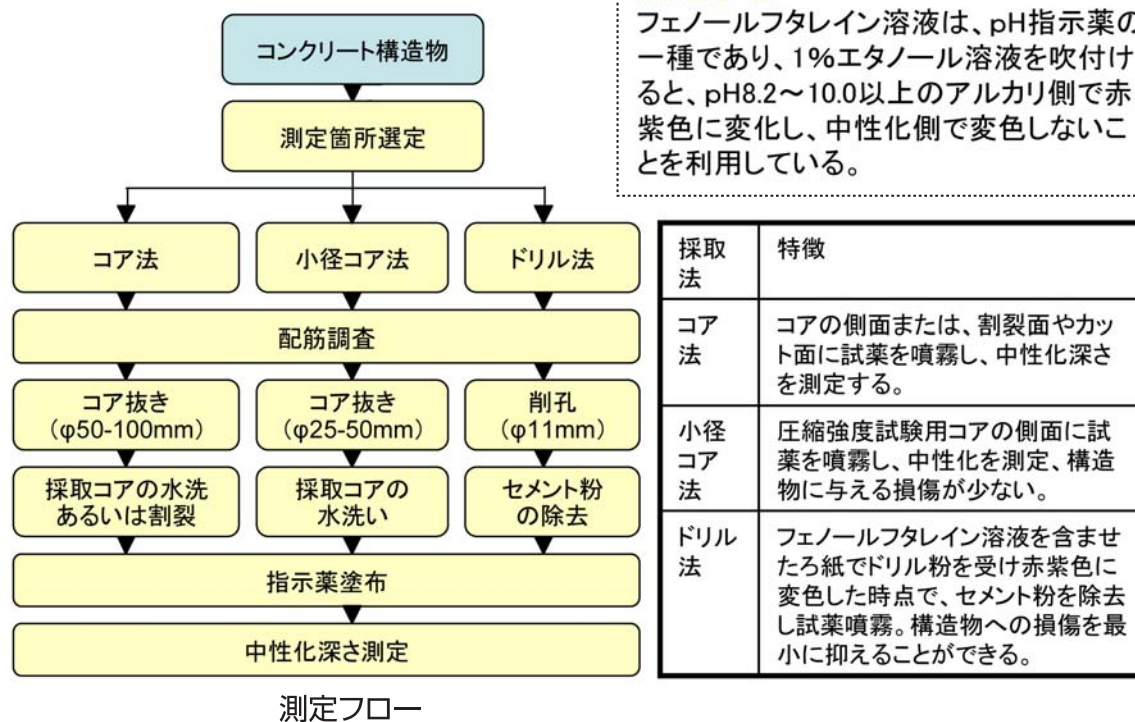 コンクリート構造物
測定箇所選定
コア法
小径コア法
ドリル法
配筋調査
コア抜き
(φ50-100mm)
コア抜き
(φ25-50mm)
削孔
(φ11mm)
採取コアの水洗
あるいは割裂
採取コアの
水洗い
セメント粉
の除去
指示薬塗布
中性化深さ測定
測定フロー
フェノールフタレイン溶液は、pH指示薬の
一種であり、1%エタノール溶液を吹付け
ると、pH8.2〜10.0以上のアルカリ側で赤
紫色に変化し、中性化側で変色しないこ
とを利用している。
採取
法
特徴
コア
法
コアの側面または、割裂面やカッ
ト面に試薬を噴霧し、中性化深さ
を測定する。
小径
コア
法
圧縮強度試験用コアの側面に試
薬を噴霧し、中性化を測定、構造
物に与える損傷が少ない。
ドリル
法
フェノールフタレイン溶液を含ませ
たろ紙でドリル粉を受け赤紫色に
変色した時点で、セメント粉を除去
し試薬噴霧。構造物への損傷を最
小に抑えることができる。